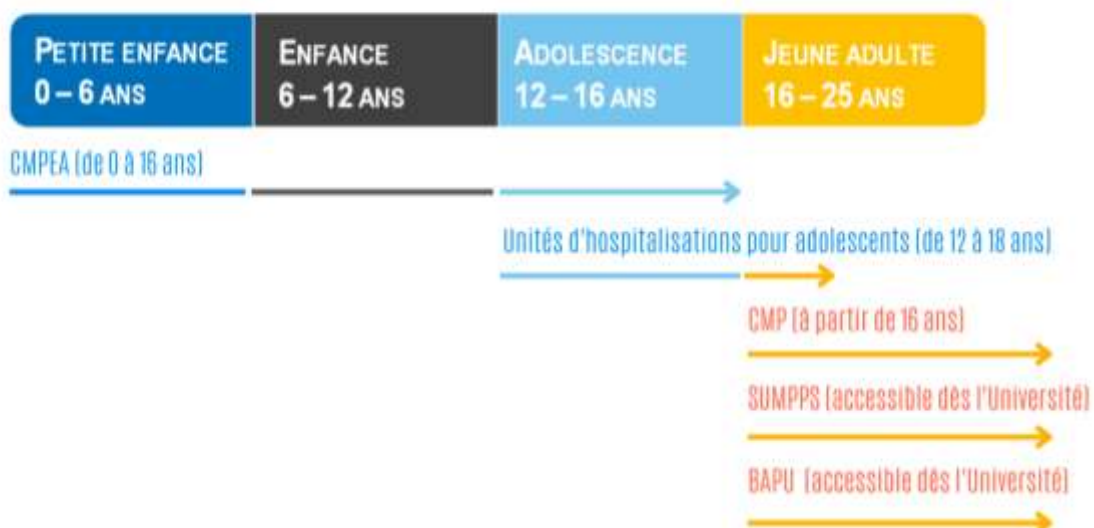 PETITE ENFANCE
0 – 6 ANS
ENFANCE
6 – 12 ANS
ADOLESCENCE
12 – 16 ANS
JEUNE ADULTE
16 – 25 ANS
CMPEA (de 0 à 16 ans)
Unités d'hospitalisations pour adolescents (de 12 à 18 ans)
CMP (à partir de 16 ans)
SUMPPS (accessible dès l'Université)
BAPU (accessible dès l'Université)